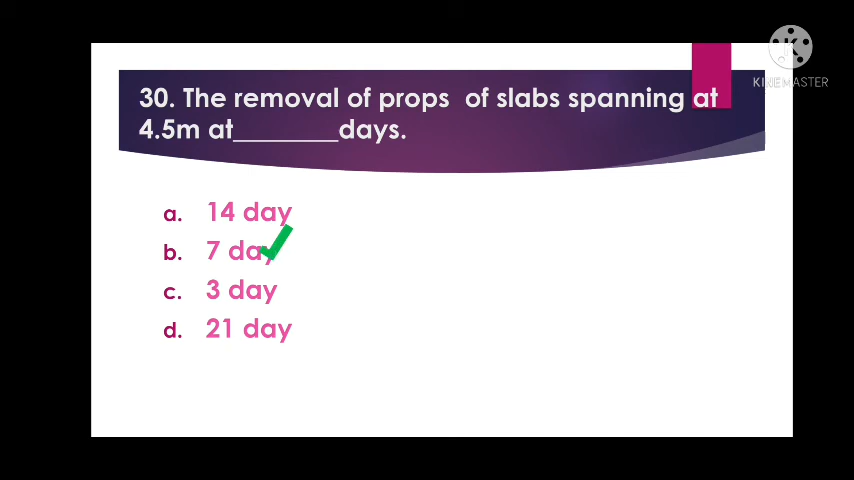 K
KINEMASTER
30. The removal of props of slabs spanning at
4.5m at________days.
a. 14 day
b. 7 day
c. 3 day
d. 21 day